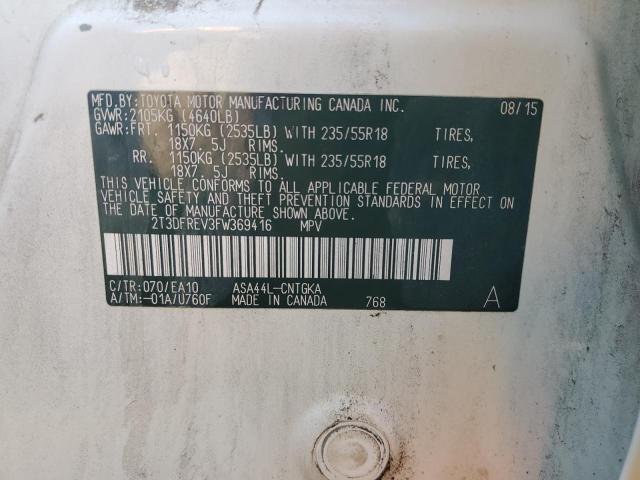 MFD.BY:TOYOTA MOTOR MANUFACTURING CANADA INC. 08/15
GVWR:2105KG (4640LB)
GAWR:FRT. 1150KG (2535LB) WITH 235/55R18 TIRES,
18X7. 5J RIMS.
RR. 1150KG (2535LB) WITH 235/55R18 TIRES,
18X7. 5J RIMS.
THIS VEHICLE CONFORMS TO ALL APPLICABLE FEDERAL MOTOR
VEHICLE SAFETY AND THEFT PREVENTION STANDARDS IN EFFECT ON
THE DATE OF MANUFACTURE SHOWN ABOVE.
2T3DFREV3FW369416 MPV
C/TR:070/EA10 ASA44L-CNTGKA
A/TM:-01A/U760F MADE IN CANADA 768 A